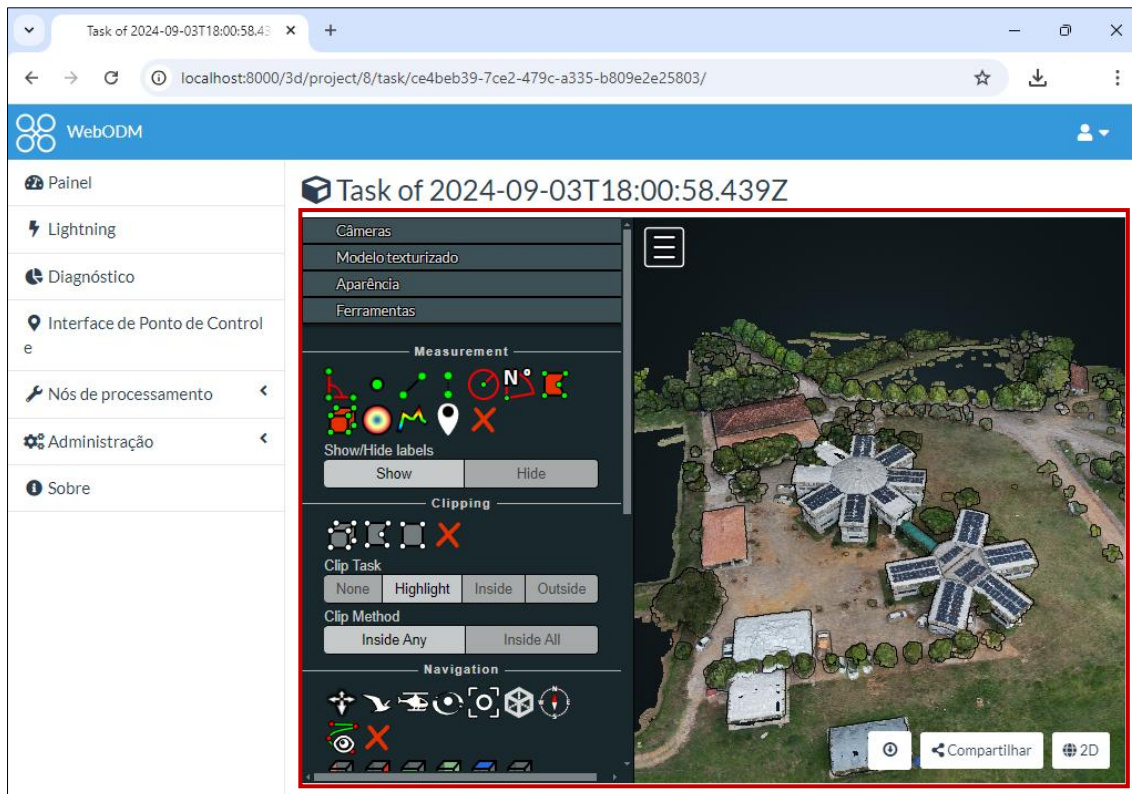 Task of 2024-09-03T18:00:58.43
localhost:8000/3d/project/8/task/ce4beb39-7ce2-479c-a335-b809e2e25803/
WebODM
Painel
Lightning
Diagnóstico
Interface de Ponto de Control
e
Nós de processamento
Administração
Sobre
Task of 2024-09-03T18:00:58.439Z
Câmeras
Modelo texturizado
Aparência
Ferramentas
Measurement
N º
Show/Hide labels
Show Hide
Clipping
Clip Task
None Highlight Inside Outside
Clip Method
Inside Any Inside All
Navigation
Compartilhar
2D